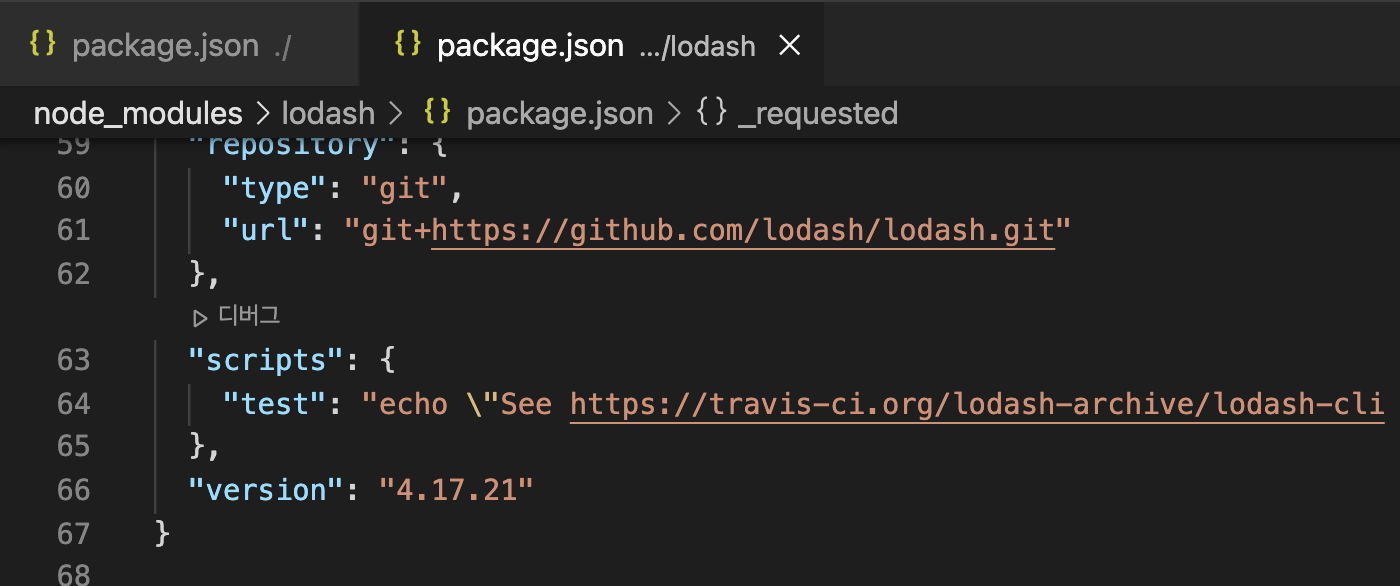 {} package.json ./ {} package.json .../lodash ×
node_modules > lodash > {} package.json > {} _requested
59 "repository": {
60 "type": "git",
61 "url": "git+https://github.com/lodash/lodash.git"
62 },
디버그
63 "scripts": {
64 "test": "echo \"See https://travis-ci.org/lodash-archive/lodash-cli
65 },
66 "version": "4.17.21"
67 }
68